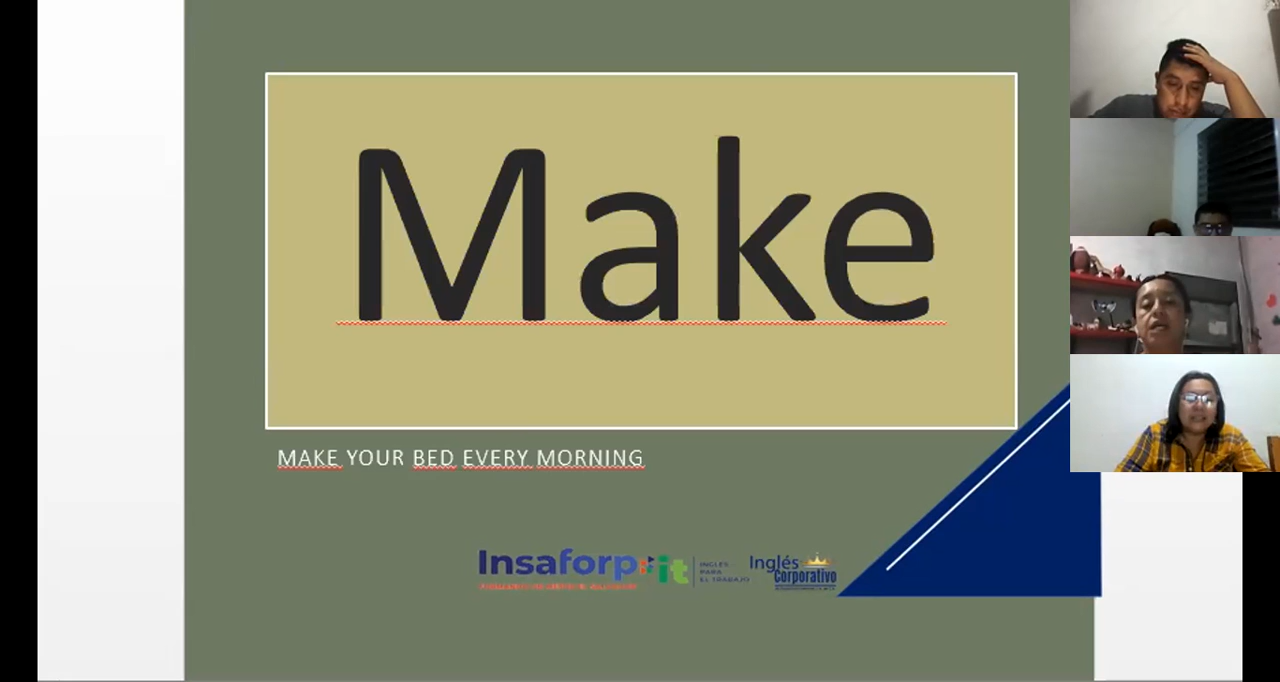 Make
MAKE YOUR BED EVERY MORNING
Insaforp
it
INGLÉS
PARA
EL TRABAJO
Inglés
Corporativo